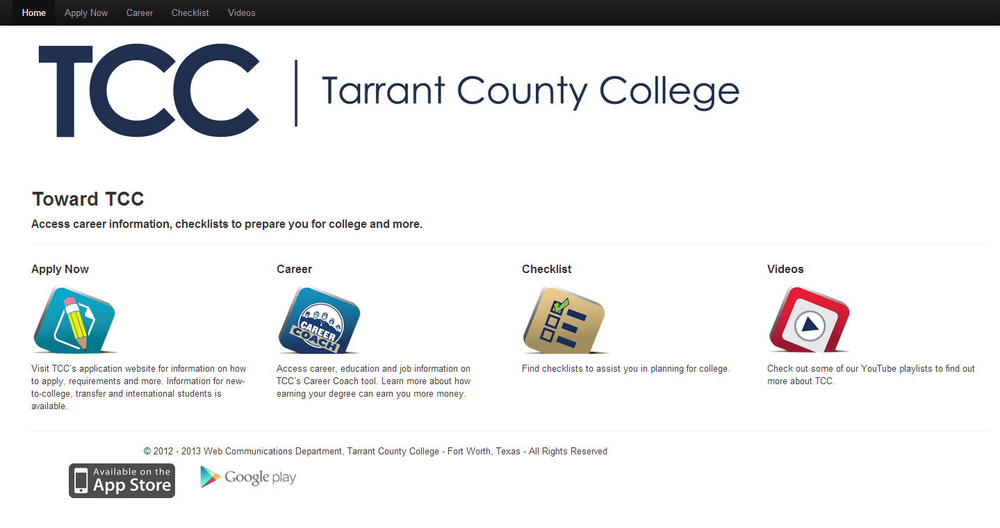 Home Apply Now Career Checklist Videos
TCC | Tarrant County College
Toward TCC
Access career information, checklists to prepare you for college and more.
Apply Now
CAREER
COACH
Visit TCC's application website for information on how
to apply, requirements and more. Information for new-
to-college, transfer and international students is
available.
Career
Access career, education and job information on
TCC's Career Coach tool. Learn more about how
earning your degree can earn you more money.
Checklist
Find checklists to assist you in planning for college.
Videos
Check out some of our YouTube playlists to find out
more about TCC.
© 2012 - 2013 Web Communications Department, Tarrant County College - Fort Worth, Texas - All Rights Reserved
Available on the
App Store
Google play